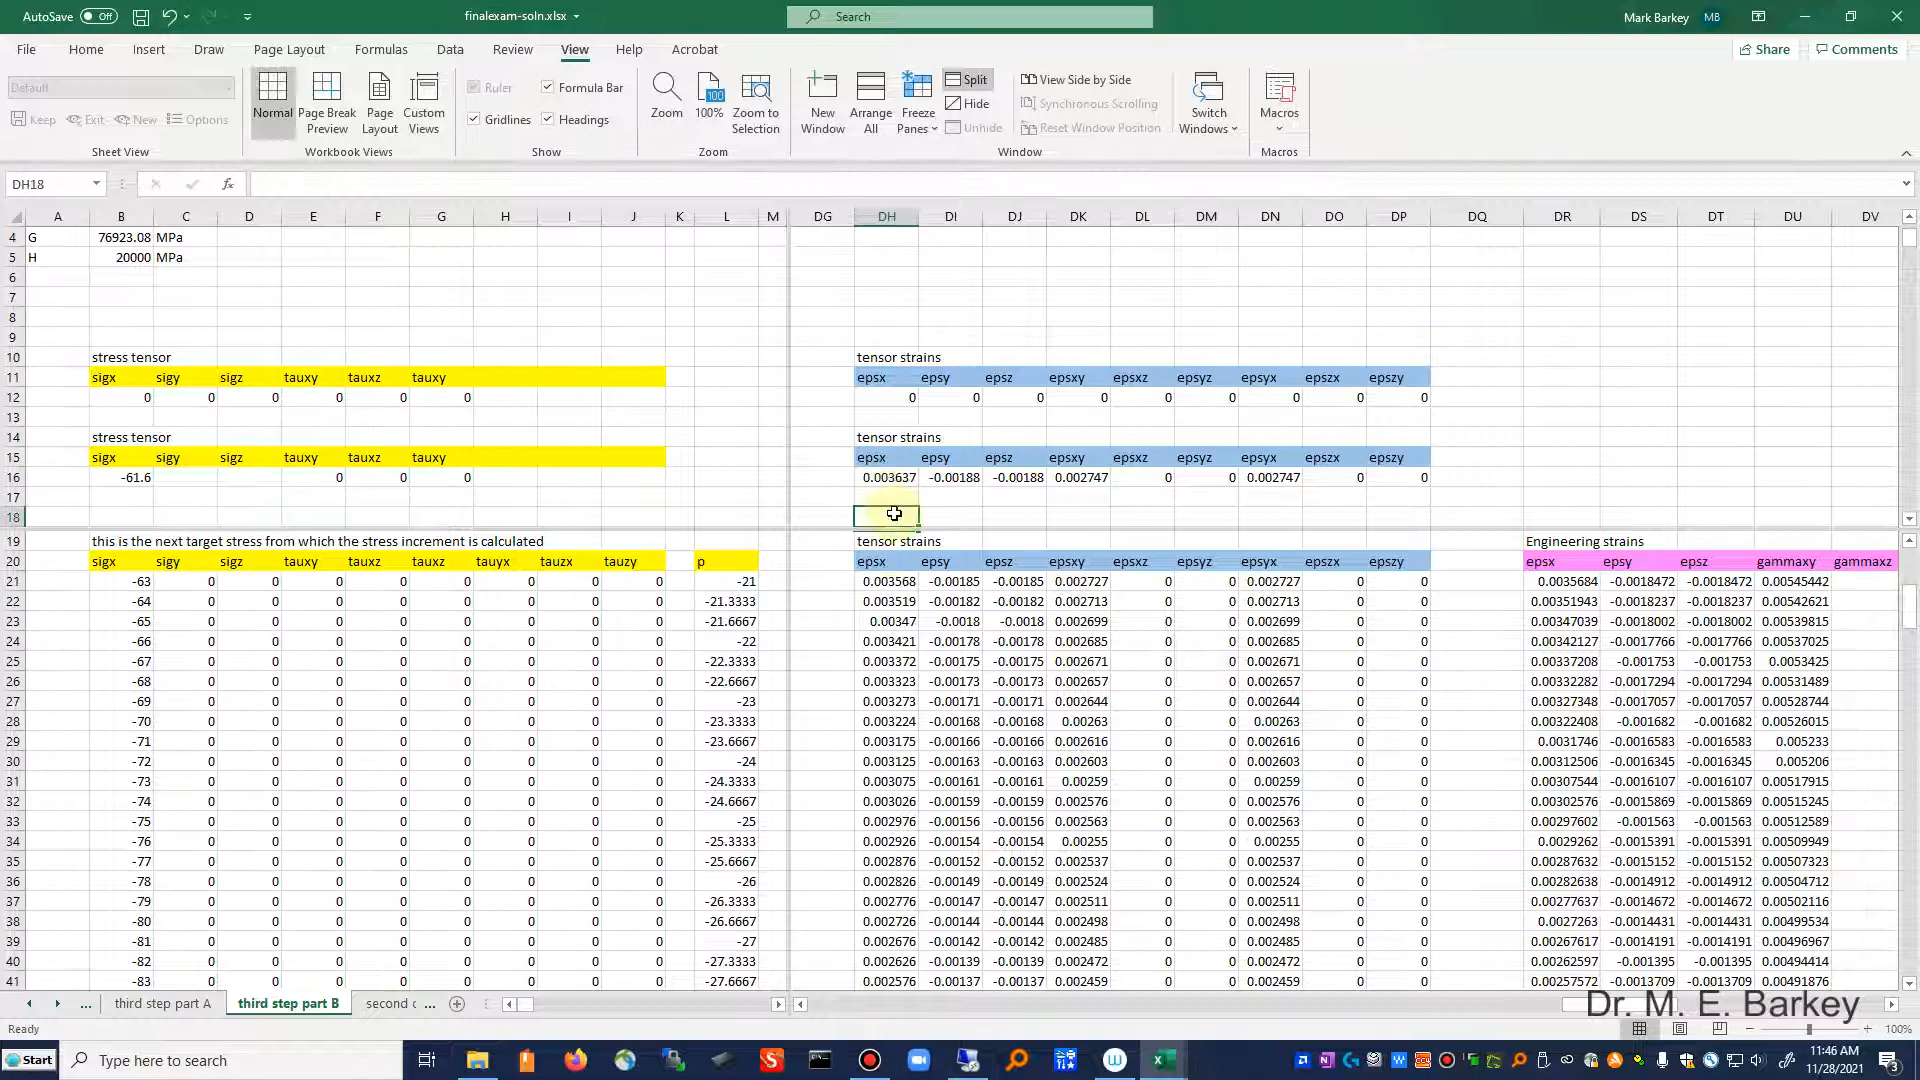 AutoSave Off finalexam-soln.xlsx Search Mark Barkey MB
File Home Insert Draw Page Layout Formulas Data Review View Help Acrobat Share Comments
Default
Keep Exit New Options
Sheet View
Normal Page Break Preview Page Layout Custom Views
Workbook Views
Ruler Formula Bar
Gridlines Headings
Show
Zoom 100% Zoom to Selection
Zoom
New Window Arrange All Freeze Panes
Split
Hide
Unhide
View Side by Side
Synchronous Scrolling
Reset Window Position
Switch Windows
Window
Macros
Macros
DH18 fx
A B C D E F G H I J K L M DG DH DI DJ DK DL DM DN DO DP DQ DR DS DT DU DV
4 G 76923.08 MPa
5 H 20000 MPa
6
7
8
9
10 stress tensor tensor strains
11 sigx sigy sigz tauxy tauxz tauxy epsx epsy epsz epsxy epsxz epsyz epsyx epszx epszy
12 0 0 0 0 0 0 0 0 0 0 0 0 0 0 0
13
14 stress tensor tensor strains
15 sigx sigy sigz tauxy tauxz tauxy epsx epsy epsz epsxy epsxz epsyz epsyx epszx epszy
16 -61.6 0 0 0 0.003637 -0.00188 -0.00188 0.002747 0 0 0.002747 0 0
17
18
19 this is the next target stress from which the stress increment is calculated tensor strains Engineering strains
20 sigx sigy sigz tauxy tauxz tauxz tauyx tauzx tauzy p epsx epsy epsz epsxy epsxz epsyz epsyx epszx epszy epsx epsy epsz gammaxy gammaxz
21 -63 0 0 0 0 0 0 0 0 -21 0.003568 -0.00185 -0.00185 0.002727 0 0 0.002727 0 0 0.0035684 -0.0018472 -0.0018472 0.00545442
22 -64 0 0 0 0 0 0 0 0 -21.3333 0.003519 -0.00182 -0.00182 0.002713 0 0 0.002713 0 0 0.00351943 -0.0018237 -0.0018237 0.00542621
23 -65 0 0 0 0 0 0 0 0 -21.6667 0.00347 -0.0018 -0.0018 0.002699 0 0 0.002699 0 0 0.00347039 -0.0018002 -0.0018002 0.00539815
24 -66 0 0 0 0 0 0 0 0 -22 0.003421 -0.00178 -0.00178 0.002685 0 0 0.002685 0 0 0.00342127 -0.0017766 -0.0017766 0.00537025
25 -67 0 0 0 0 0 0 0 0 -22.3333 0.003372 -0.00175 -0.00175 0.002671 0 0 0.002671 0 0 0.00337208 -0.001753 -0.001753 0.0053425
26 -68 0 0 0 0 0 0 0 0 -22.6667 0.003323 -0.00173 -0.00173 0.002657 0 0 0.002657 0 0 0.00332282 -0.0017294 -0.0017294 0.00531489
27 -69 0 0 0 0 0 0 0 0 -23 0.003273 -0.00171 -0.00171 0.002644 0 0 0.002644 0 0 0.00327348 -0.0017057 -0.0017057 0.00528744
28 -70 0 0 0 0 0 0 0 0 -23.3333 0.003224 -0.00168 -0.00168 0.00263 0 0 0.00263 0 0 0.00322408 -0.001682 -0.001682 0.00526015
29 -71 0 0 0 0 0 0 0 0 -23.6667 0.003175 -0.00166 -0.00166 0.002616 0 0 0.002616 0 0 0.0031746 -0.0016583 -0.0016583 0.005233
30 -72 0 0 0 0 0 0 0 0 -24 0.003125 -0.00163 -0.00163 0.002603 0 0 0.002603 0 0 0.00312506 -0.0016345 -0.0016345 0.005206
31 -73 0 0 0 0 0 0 0 0 -24.3333 0.003075 -0.00161 -0.00161 0.00259 0 0 0.00259 0 0 0.00307544 -0.0016107 -0.0016107 0.00517915
32 -74 0 0 0 0 0 0 0 0 -24.6667 0.003026 -0.00159 -0.00159 0.002576 0 0 0.002576 0 0 0.00302576 -0.0015869 -0.0015869 0.00515245
33 -75 0 0 0 0 0 0 0 0 -25 0.002976 -0.00156 -0.00156 0.002563 0 0 0.002563 0 0 0.00297602 -0.001563 -0.001563 0.00512589
34 -76 0 0 0 0 0 0 0 0 -25.3333 0.002926 -0.00154 -0.00154 0.00255 0 0 0.00255 0 0 0.0029262 -0.0015391 -0.0015391 0.00509949
35 -77 0 0 0 0 0 0 0 0 -25.6667 0.002876 -0.00152 -0.00152 0.002537 0 0 0.002537 0 0 0.00287632 -0.0015152 -0.0015152 0.00507323
36 -78 0 0 0 0 0 0 0 0 -26 0.002826 -0.00149 -0.00149 0.002524 0 0 0.002524 0 0 0.00282638 -0.0014912 -0.0014912 0.00504712
37 -79 0 0 0 0 0 0 0 0 -26.3333 0.002776 -0.00147 -0.00147 0.002511 0 0 0.002511 0 0 0.00277637 -0.0014672 -0.0014672 0.00502116
38 -80 0 0 0 0 0 0 0 0 -26.6667 0.002726 -0.00144 -0.00144 0.002498 0 0 0.002498 0 0 0.0027263 -0.0014431 -0.0014431 0.00499534
39 -81 0 0 0 0 0 0 0 0 -27 0.002676 -0.00142 -0.00142 0.002485 0 0 0.002485 0 0 0.00267617 -0.0014191 -0.0014191 0.00496967
40 -82 0 0 0 0 0 0 0 0 -27.3333 0.002626 -0.00139 -0.00139 0.002472 0 0 0.002472 0 0 0.00262597 -0.001395 -0.001395 0.00494414
41 -83 0 0 0 0 0 0 0 0 -27.6667 0.002576 -0.00137 -0.00137 0.002459 0 0 0.002459 0 0 0.00257572 -0.0013709 -0.0013709 0.00491876
... third step part A third step part B second c ...
Dr. M. E. Barkey
Ready 100%
Start Type here to search 11:46 AM
11/28/2021
3